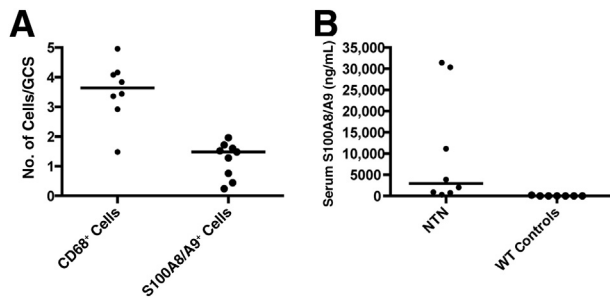 A
No. of Cells/GCS
5
4
3
2
1
0
CD68⁺ Cells
S100A8/A9⁺ Cells
B
Serum S100A8/A9 (ng/mL)
35,000
30,000
25,000
20,000
15,000
10,000
5000
0
NTN
WT Controls